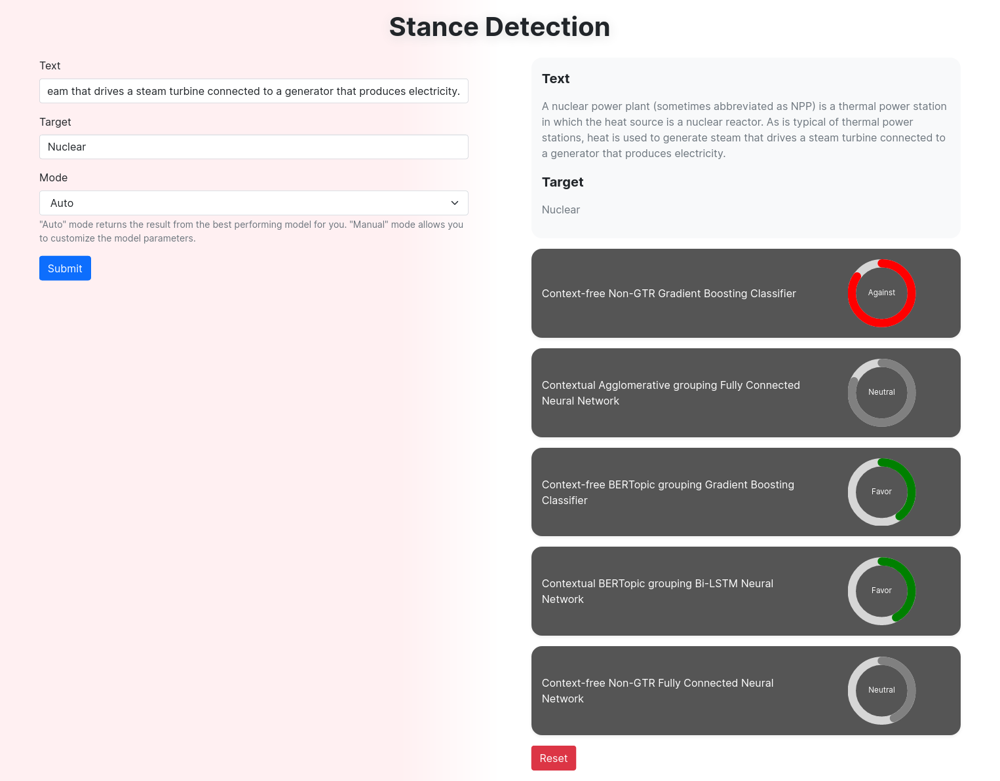 Stance Detection
Text
eam that drives a steam turbine connected to a generator that produces electricity.
Target
Nuclear
Mode
Auto
"Auto" mode returns the result from the best performing model for you. "Manual" mode allows you
to customize the model parameters.
Submit
Text
A nuclear power plant (sometimes abbreviated as NPP) is a thermal power station
in which the heat source is a nuclear reactor. As is typical of thermal power
stations, heat is used to generate steam that drives a steam turbine connected to
a generator that produces electricity.
Target
Nuclear
Context-free Non-GTR Gradient Boosting Classifier
Against
Contextual Agglomerative grouping Fully Connected
Neural Network
Neutral
Context-free BERTopic grouping Gradient Boosting
Classifier
Favor
Contextual BERTopic grouping Bi-LSTM Neural
Network
Favor
Context-free Non-GTR Fully Connected Neural
Network
Neutral
Reset